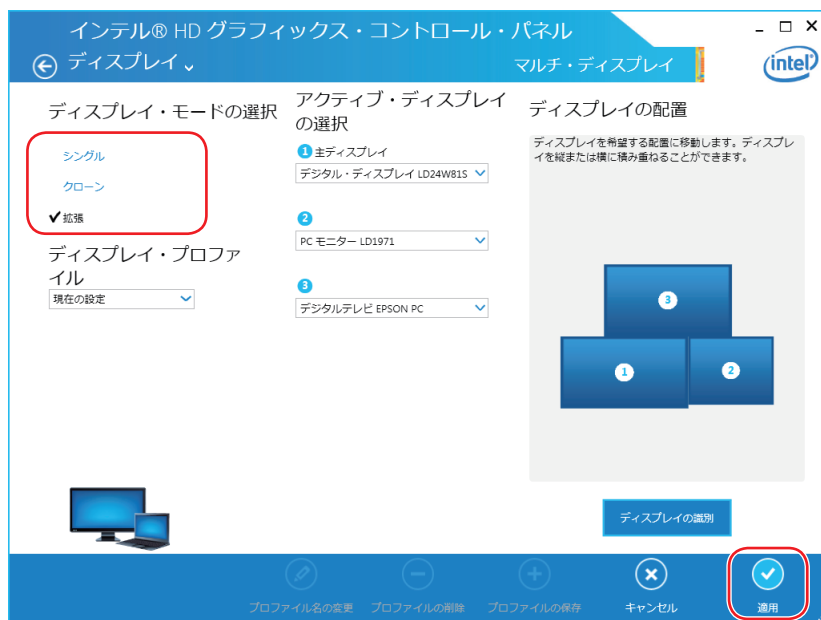 インテル® HD グラフィックス・コントロール・パネル
ディスプレイ
マルチ・ディスプレイ
intel
ディスプレイ・モードの選択
シングル
クローン
拡張
ディスプレイ・プロファ
イル
現在の設定
アクティブ・ディスプレイ
の選択
1 主ディスプレイ
デジタル・ディスプレイ LD24W81S
2
PC モニター LD1971
3
デジタルテレビ EPSON PC
ディスプレイの配置
ディスプレイを希望する配置に移動します。ディスプレ
イを縦または横に積み重ねることができます。
3
1
2
ディスプレイの識別
プロファイル名の変更
プロファイルの削除
プロファイルの保存
キャンセル
適用